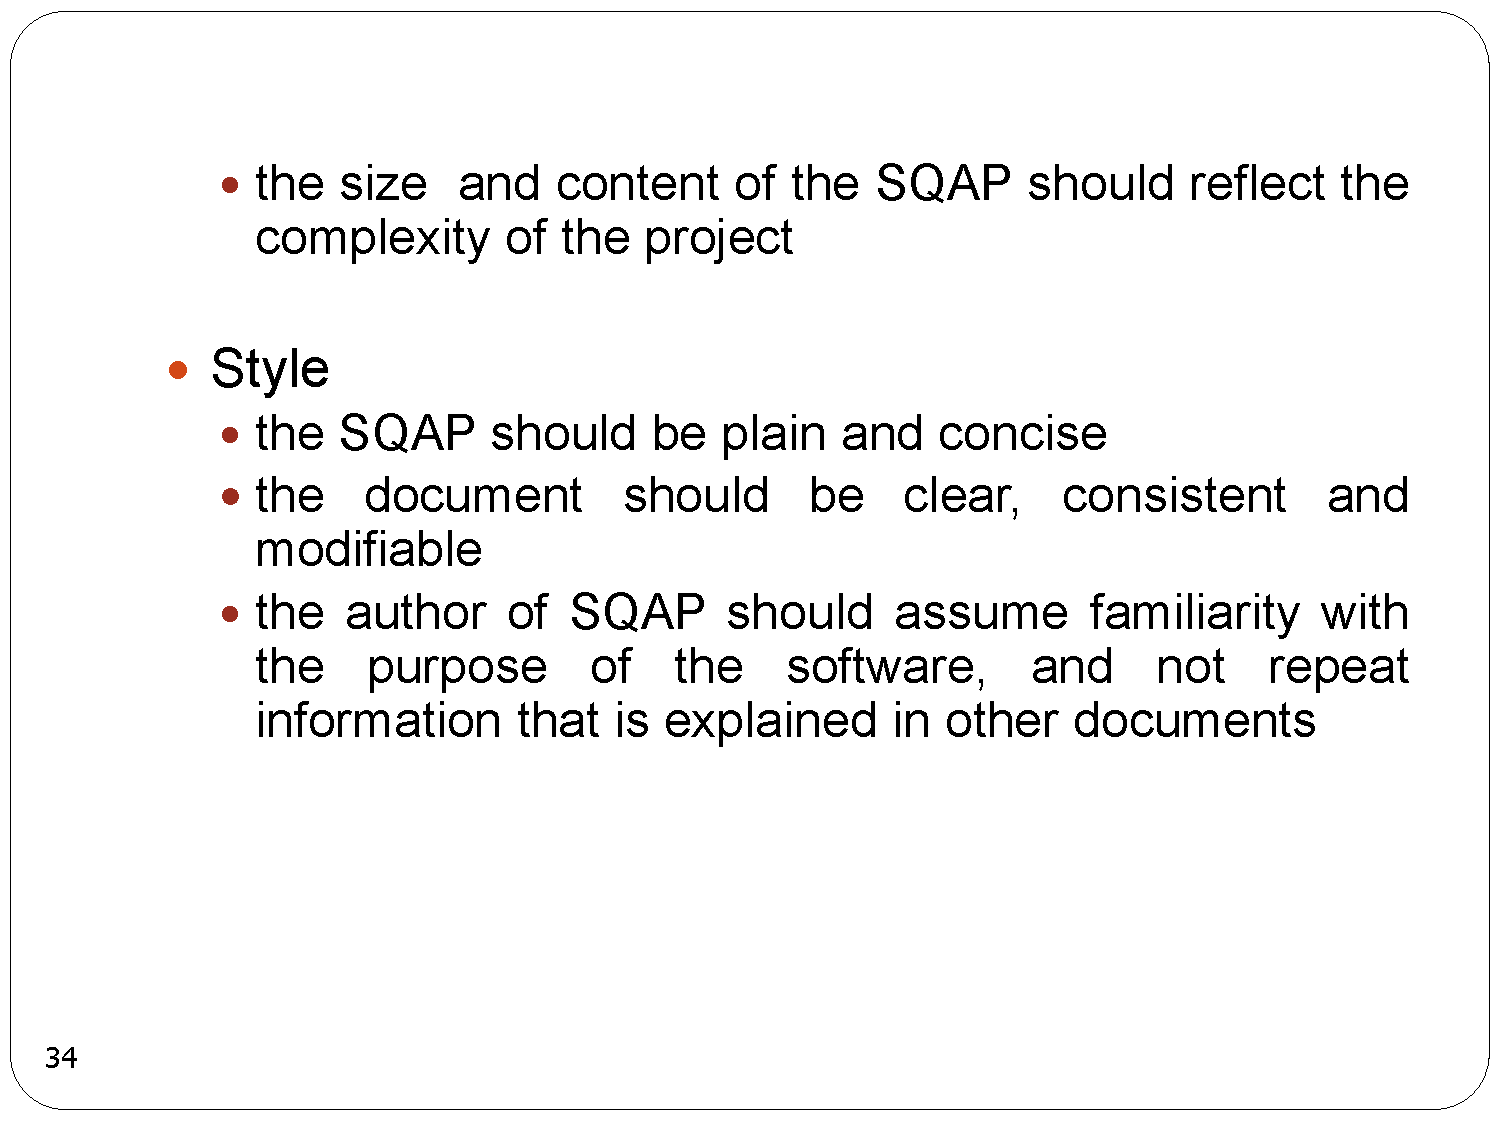 • the size and content of the SQAP should reflect the
complexity of the project
• Style
• the SQAP should be plain and concise
• the document should be clear, consistent and
modifiable
• the author of SQAP should assume familiarity with
the purpose of the software, and not repeat
information that is explained in other documents
34